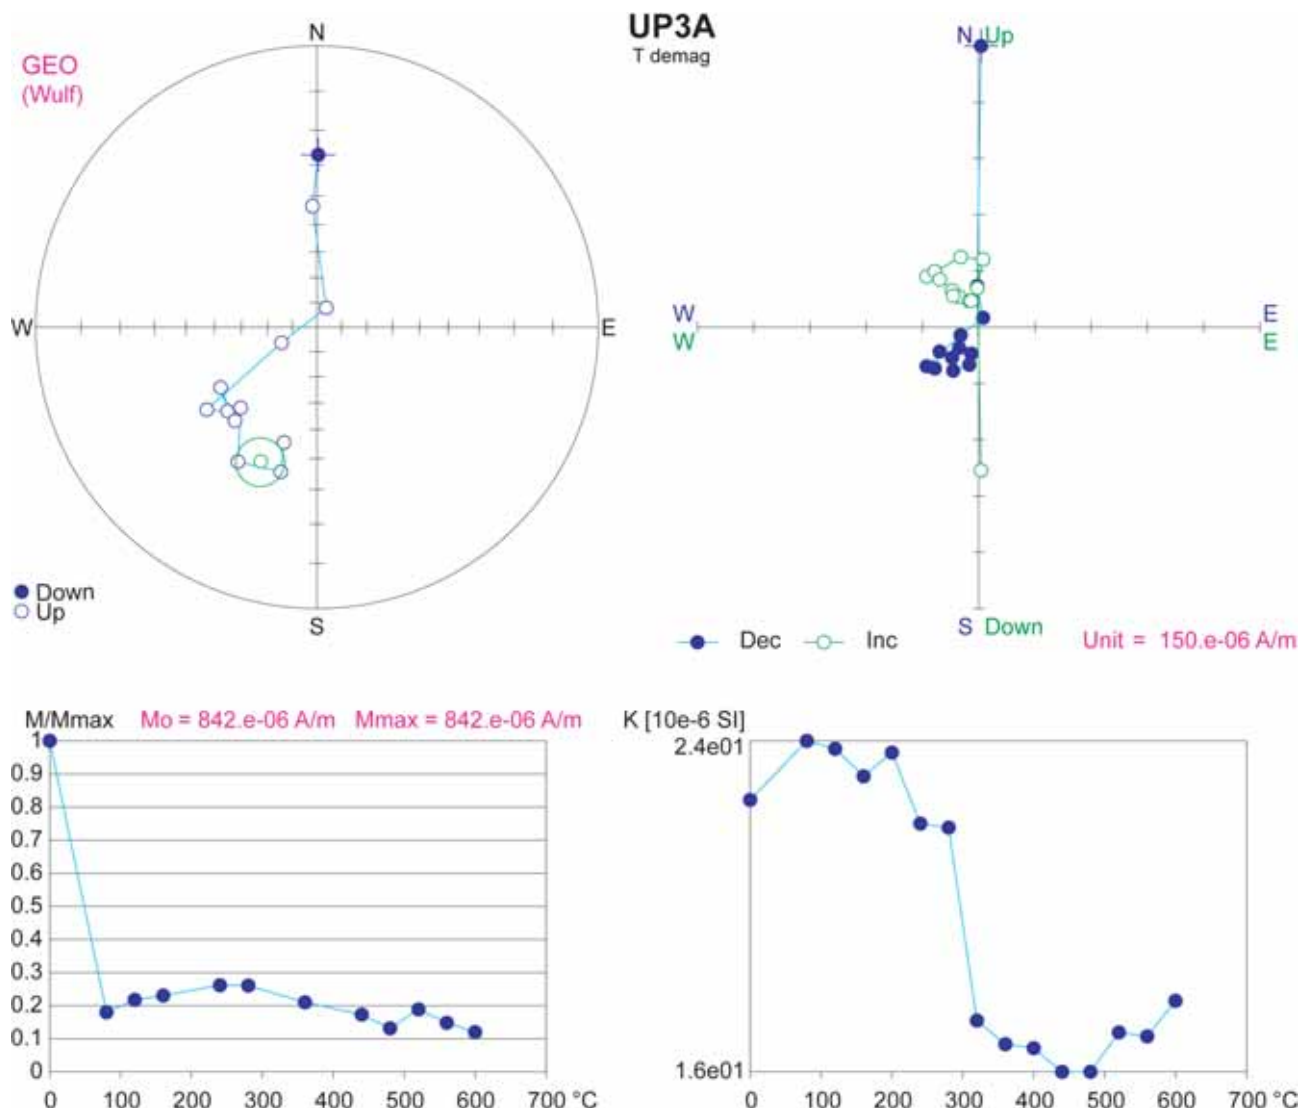 UP3A
T demag
GEO
(Wulf)
N
W
E
S
Down
Up
N Up
W
W
E
E
S Down
Dec
Inc
Unit = 150.e-06 A/m
M/Mmax Mo = 842.e-06 A/m Mmax = 842.e-06 A/m
1
0.9
0.8
0.7
0.6
0.5
0.4
0.3
0.2
0.1
0
0 100 200 300 400 500 600 700 °C
K [10e-6 SI]
2.4e01
1.6e01
0 100 200 300 400 500 600 700 °C